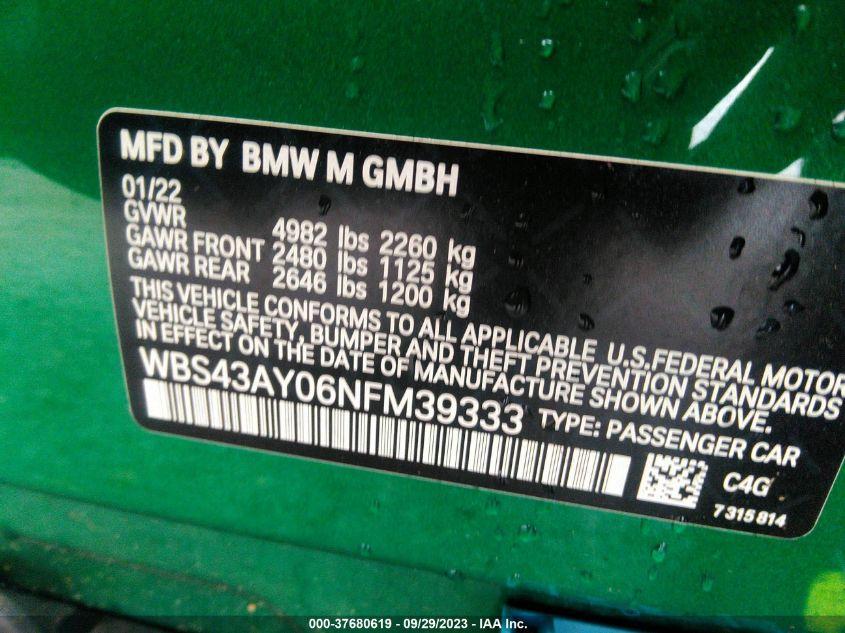 MFD BY BMW M GMBH
01/22
GVWR 4982 lbs 2260 kg
GAWR FRONT 2480 lbs 1125 kg
GAWR REAR 2646 lbs 1200 kg
THIS VEHICLE CONFORMS TO ALL APPLICABLE U.S.FEDERAL MOTOR
VEHICLE SAFETY, BUMPER AND THEFT PREVENTION STANDARDS
IN EFFECT ON THE DATE OF MANUFACTURE SHOWN ABOVE.
WBS43AY06NFM39333 TYPE: PASSENGER CAR
C4G
7 315 814
000-37680619 - 09/29/2023 - IAA Inc.